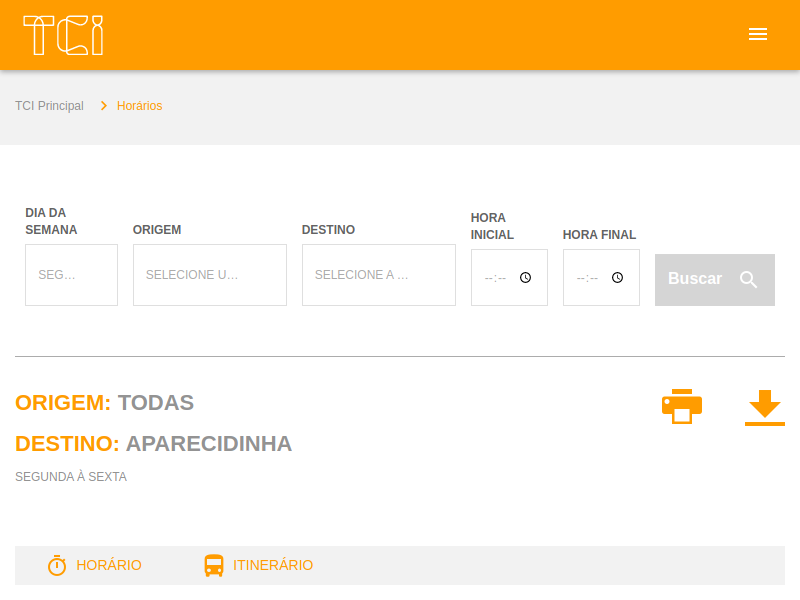 TCI
TCI Principal
Horários
DIA DA
SEMANA
ORIGEM
DESTINO
HORA
INICIAL
HORA FINAL
SEG…
SELECIONE U…
SELECIONE A …
--:--
--:--
Buscar
ORIGEM: TODAS
DESTINO: APARECIDINHA
SEGUNDA À SEXTA
HORÁRIO
ITINERÁRIO